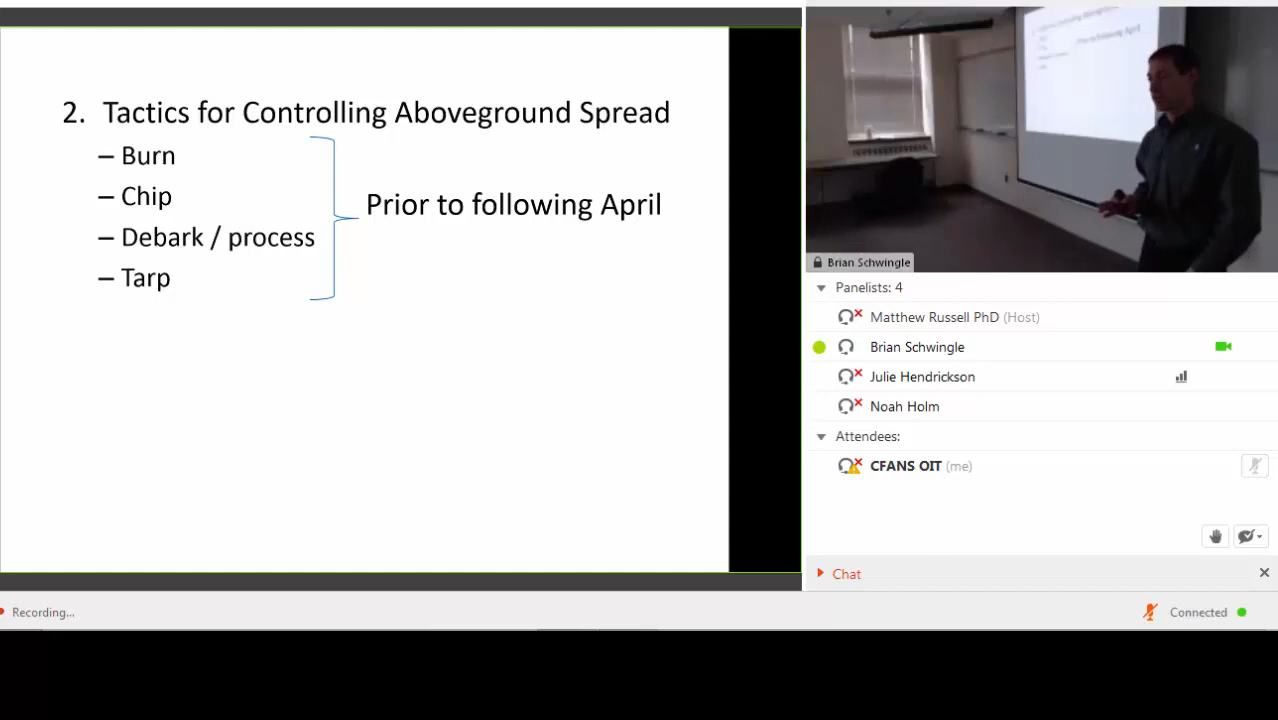 2. Tactics for Controlling Aboveground Spread
– Burn
– Chip
– Debark / process
– Tarp
Prior to following April
Brian Schwingle
Panelists: 4
Matthew Russell PhD (Host)
Brian Schwingle
Julie Hendrickson
Noah Holm
Attendees:
CFANS OIT (me)
Chat
Recording...
Connected